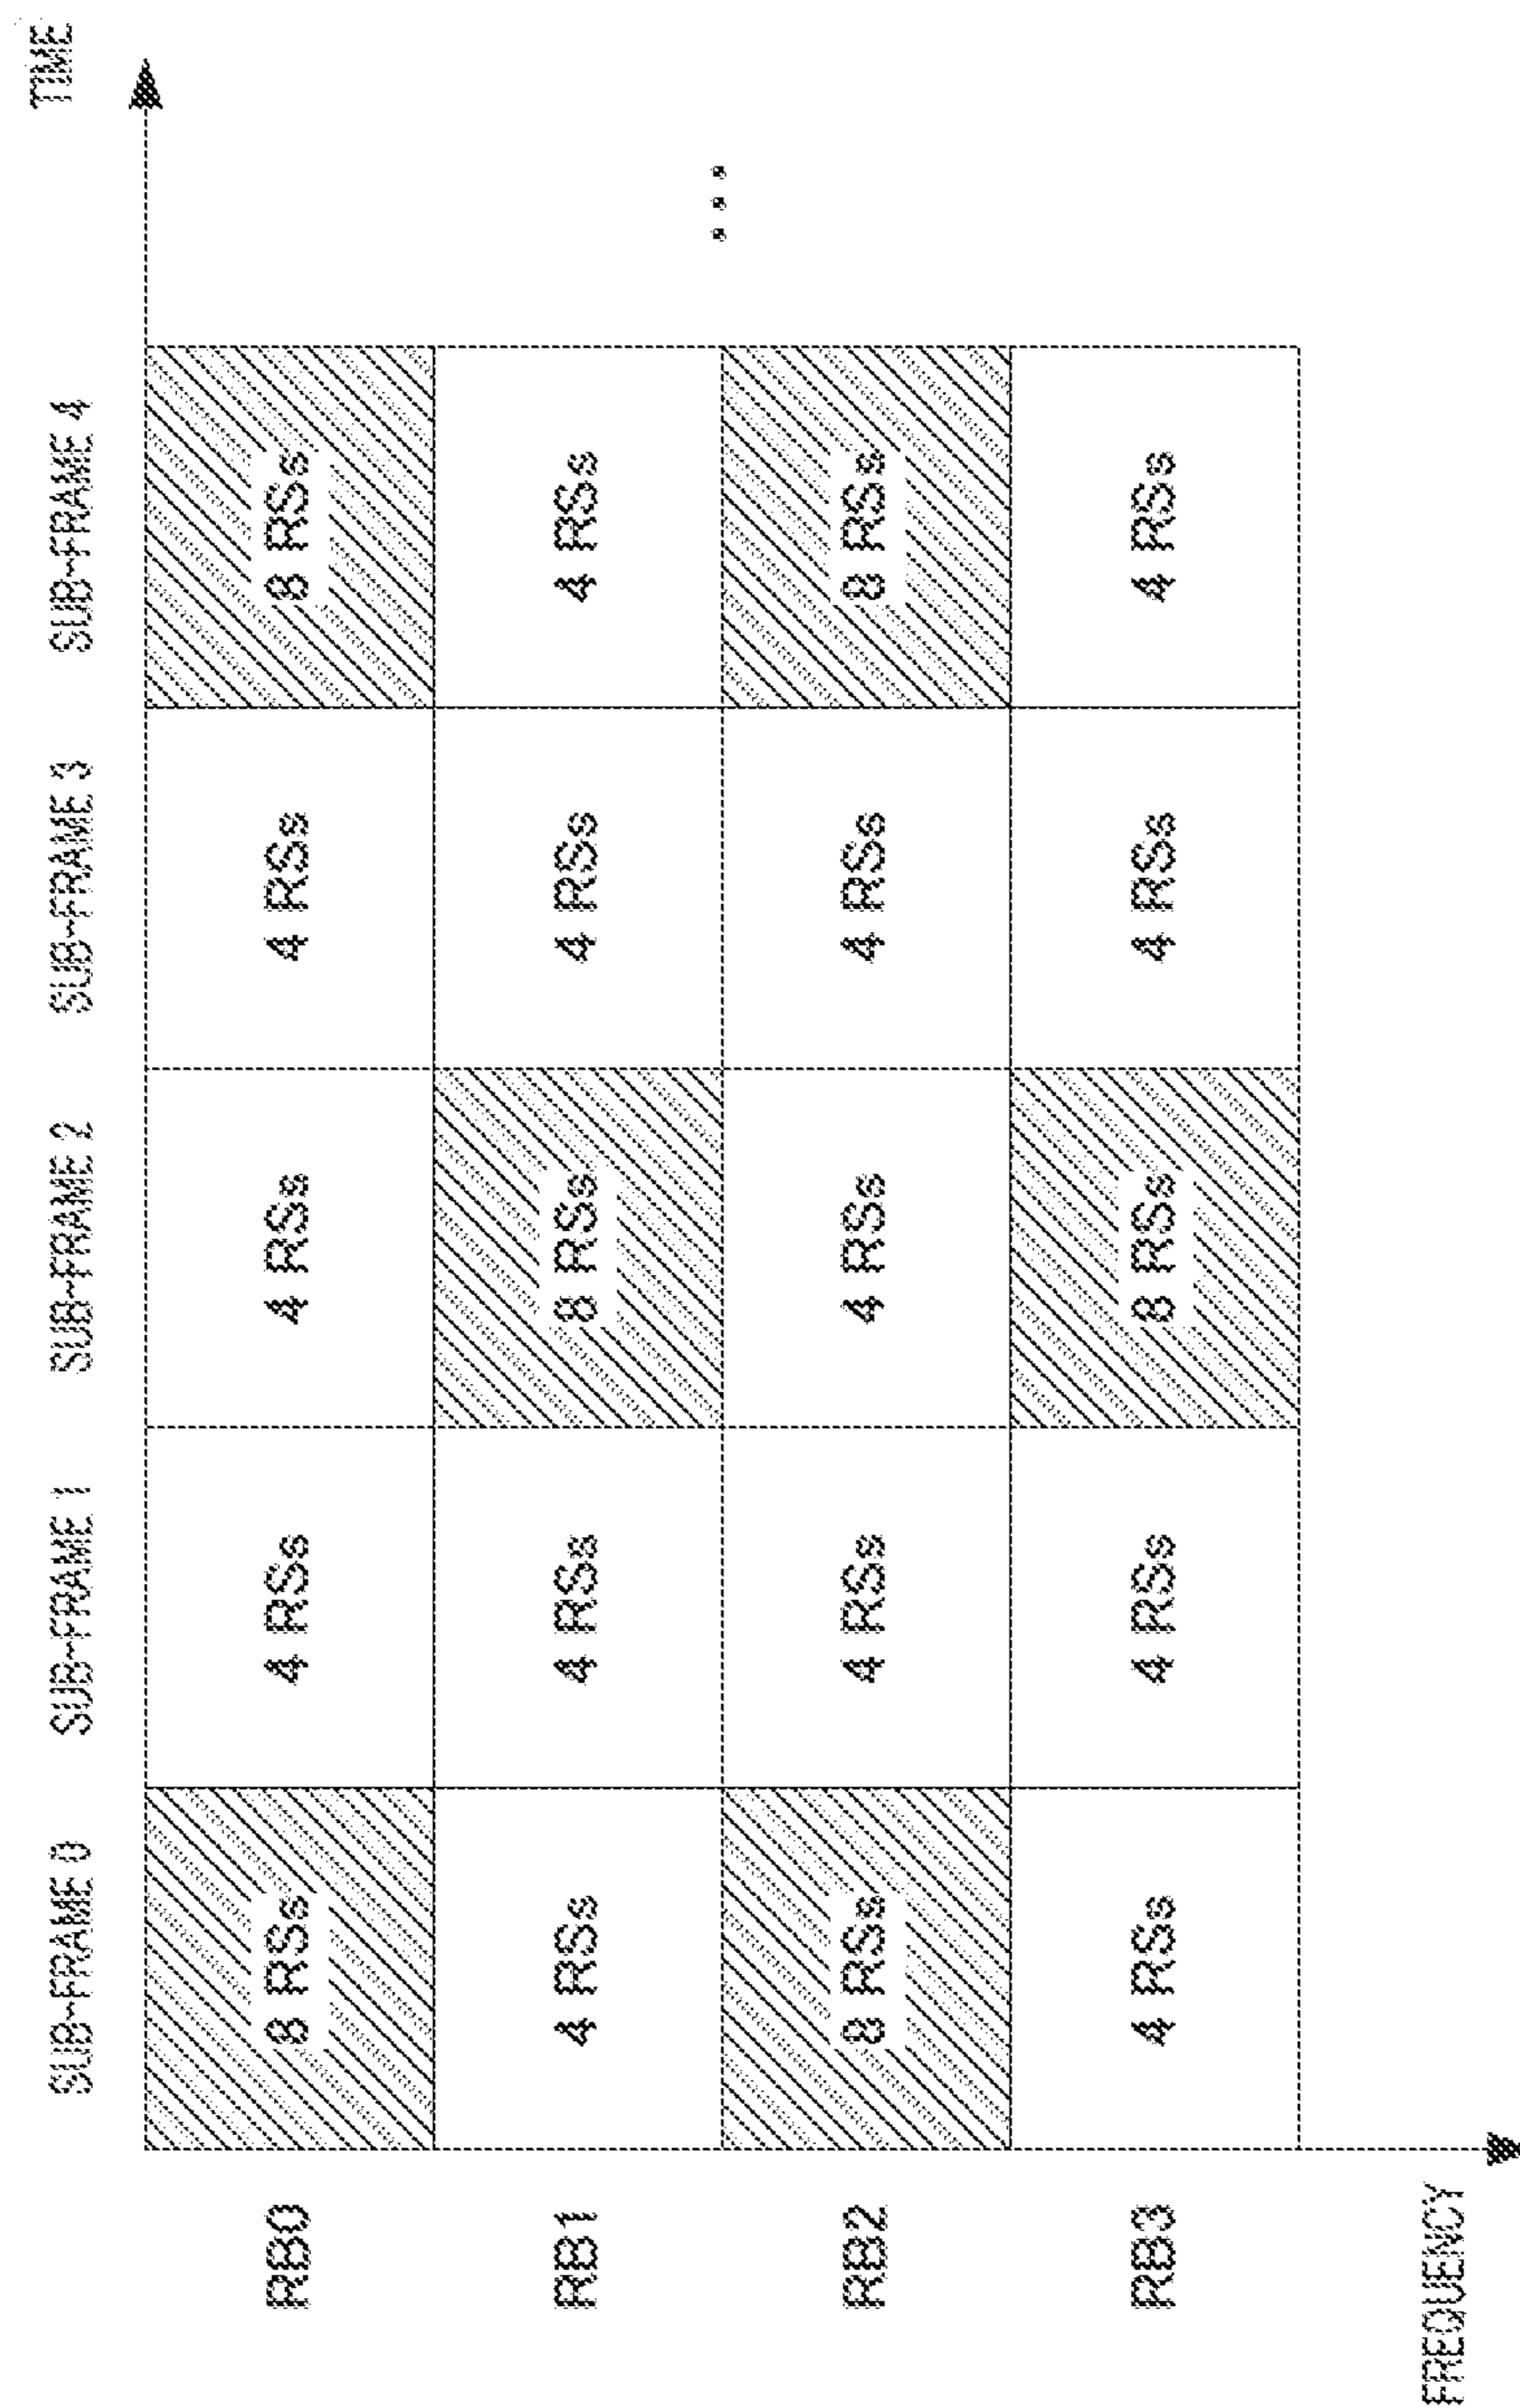 TIME
SUB-FRAME 0 SUB-FRAME 1 SUB-FRAME 2 SUB-FRAME 3 SUB-FRAME 4
RB0 8 RSs 4 RSs 4 RSs 4 RSs 8 RSs
RB1 4 RSs 4 RSs 8 RSs 4 RSs 4 RSs
...
RB2 8 RSs 4 RSs 4 RSs 4 RSs 8 RSs
RB3 4 RSs 4 RSs 8 RSs 4 RSs 4 RSs
FREQUENCY